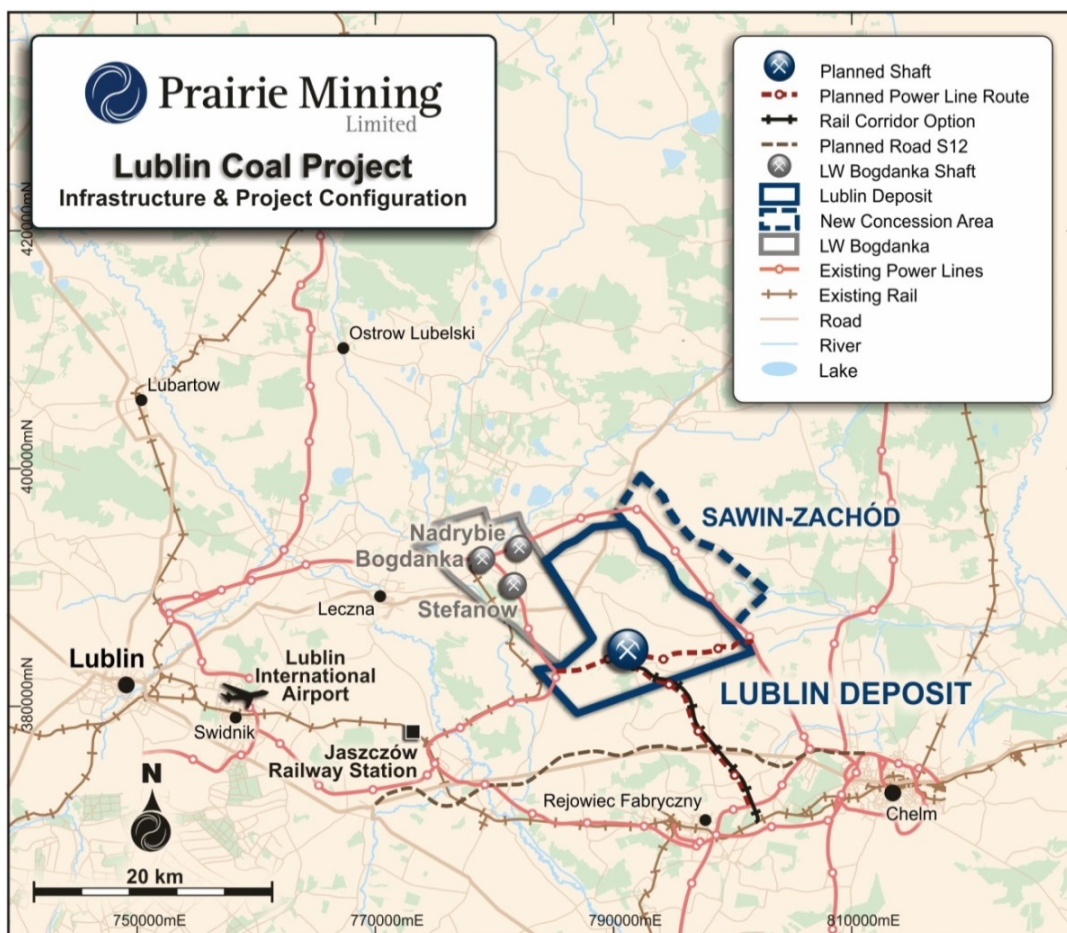 Prairie Mining
Limited
Lublin Coal Project
Infrastructure & Project Configuration
Planned Shaft
Planned Power Line Route
Rail Corridor Option
Planned Road S12
LW Bogdanka Shaft
Lublin Deposit
New Concession Area
LW Bogdanka
Existing Power Lines
Existing Rail
Road
River
Lake
420000mN
400000mN
380000mN
Ostrow Lubelski
Lubartow
SAWIN-ZACHÓD
Nadrybie
Bogdanka
Stefanow
Leczna
Lublin
Lublin
International
Airport
LUBLIN DEPOSIT
Swidnik
Jaszczów
Railway Station
Rejowiec Fabryczny
Chelm
N
20 km
750000mE
770000mE
790000mE
810000mE